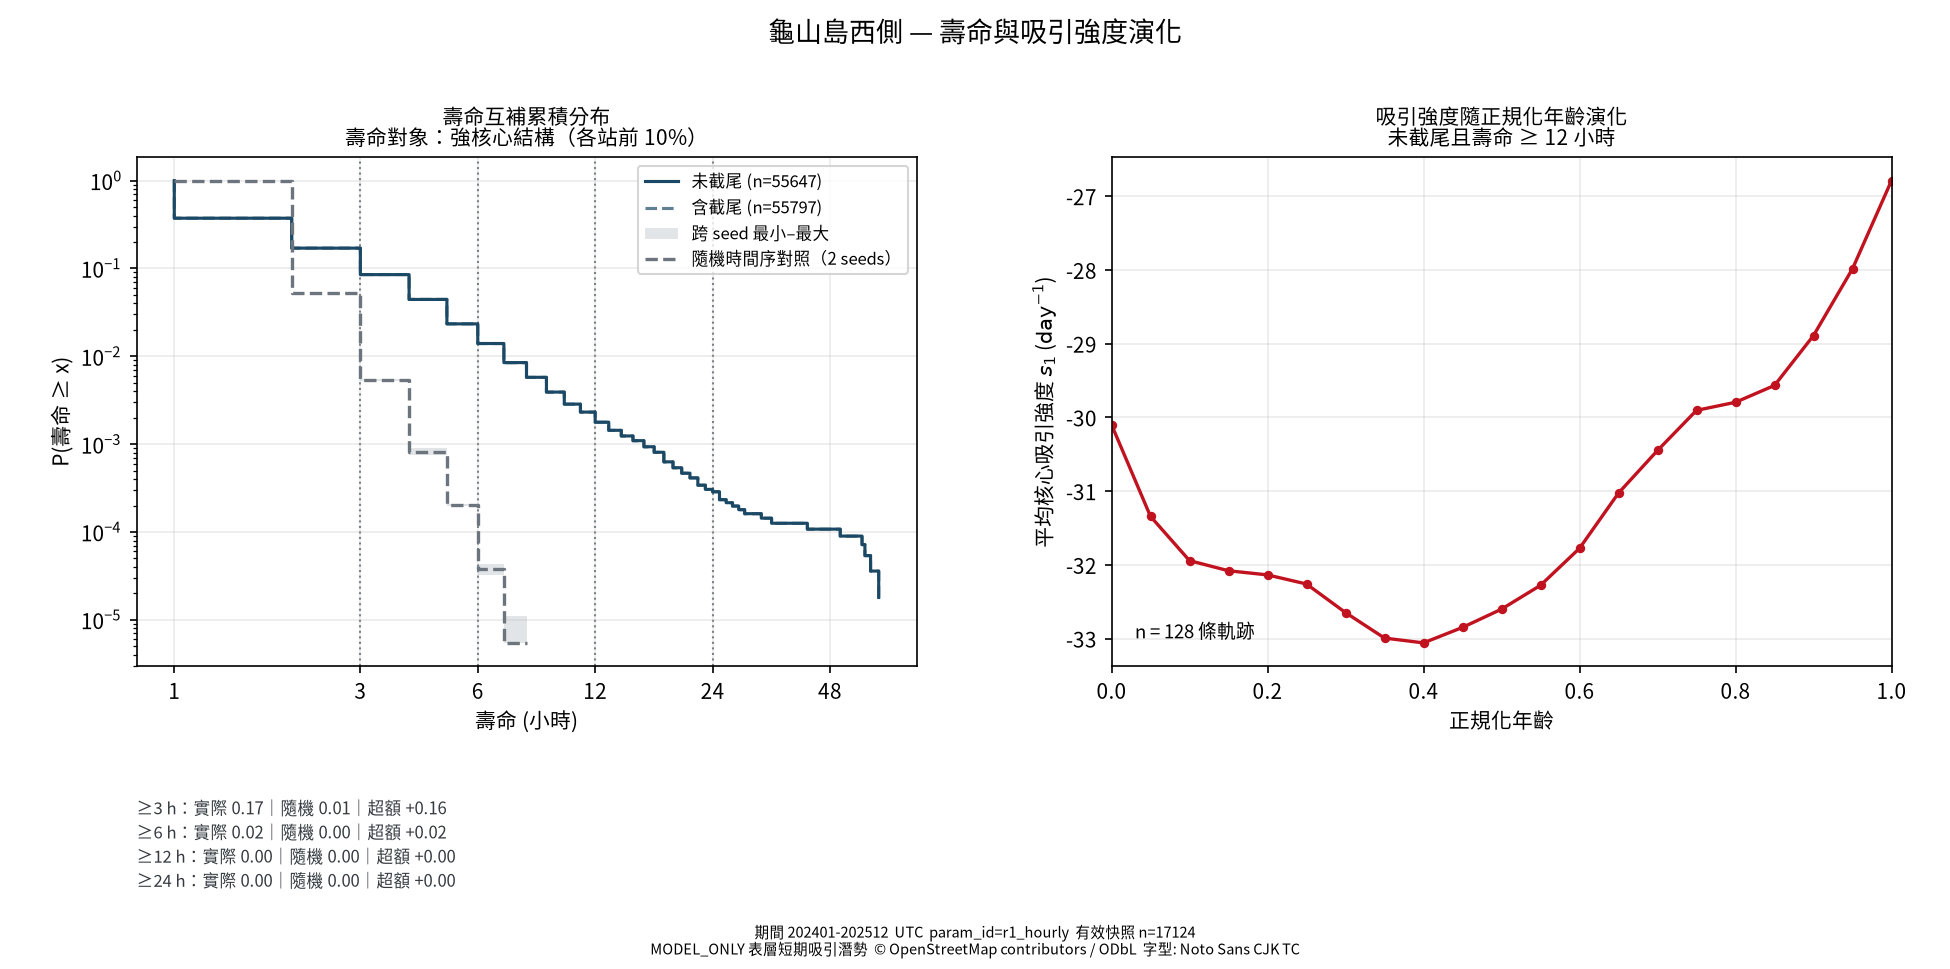 龜山島西側 — 壽命與吸引強度演化
壽命互補累積分布
壽命對象：強核心結構（各站前 10%）
P(壽命 ≥ x)
10⁰
10⁻¹
10⁻²
10⁻³
10⁻⁴
10⁻⁵
未截尾 (n=55647)
含截尾 (n=55797)
跨 seed 最小–最大
隨機時間序對照（2 seeds）
1 3 6 12 24 48
壽命 (小時)
吸引強度隨正規化年齡演化
未截尾且壽命 ≥ 12 小時
平均核心吸引強度 s₁ (day⁻¹)
-27
-28
-29
-30
-31
-32
-33
n = 128 條軌跡
0.0 0.2 0.4 0.6 0.8 1.0
正規化年齡
≥3 h：實際 0.17｜隨機 0.01｜超額 +0.16
≥6 h：實際 0.02｜隨機 0.00｜超額 +0.02
≥12 h：實際 0.00｜隨機 0.00｜超額 +0.00
≥24 h：實際 0.00｜隨機 0.00｜超額 +0.00
期間 202401-202512 UTC param_id=r1_hourly 有效快照 n=17124
MODEL_ONLY 表層短期吸引潛勢 © OpenStreetMap contributors / ODbL 字型: Noto Sans CJK TC